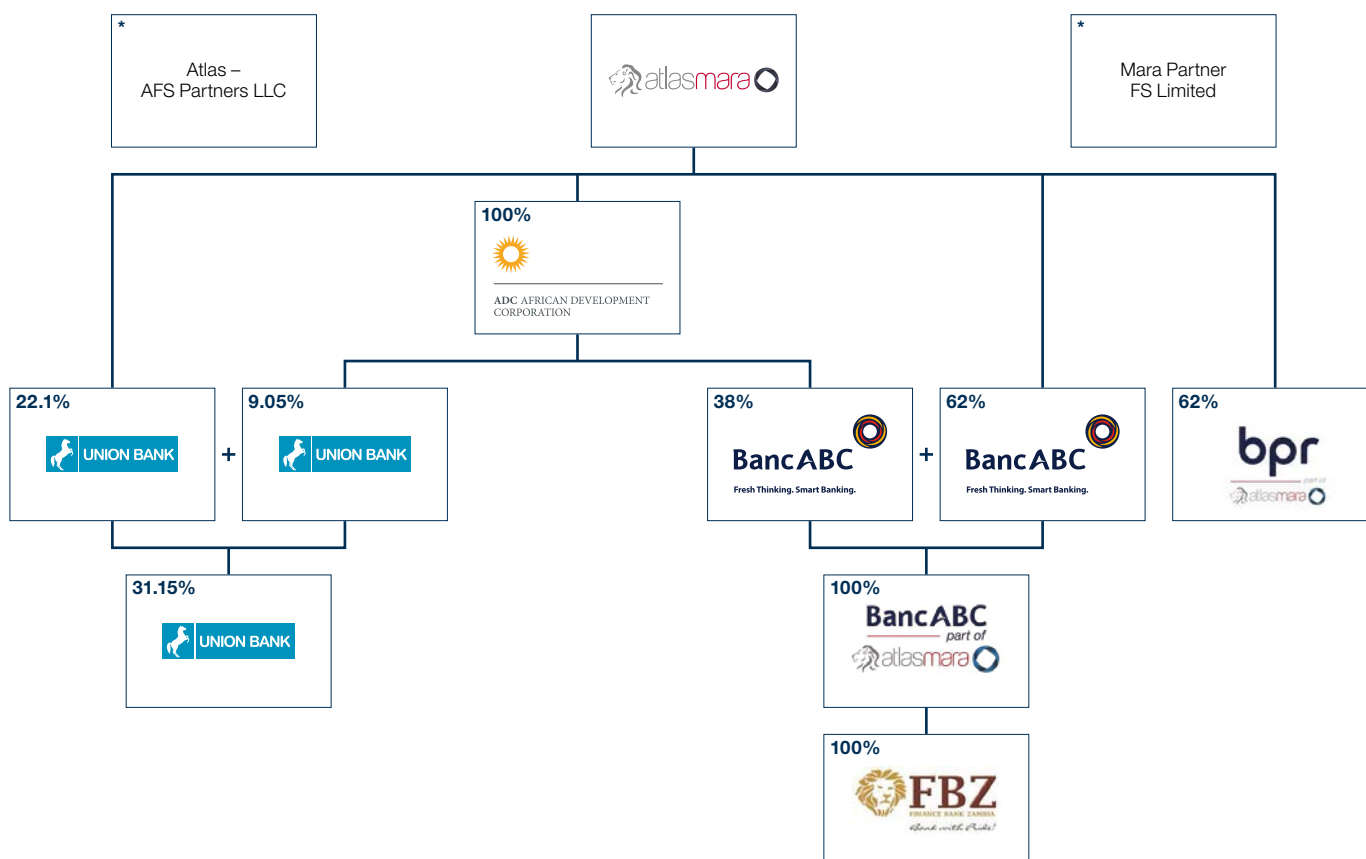 *
Atlas –
AFS Partners LLC
atlasmara
*
Mara Partner
FS Limited
100%
ADC AFRICAN DEVELOPMENT
CORPORATION
22.1%
UNION BANK
+
9.05%
UNION BANK
38%
BancABC
Fresh Thinking. Smart Banking.
+
62%
BancABC
Fresh Thinking. Smart Banking.
62%
bpr
part of
atlasmara
31.15%
UNION BANK
100%
BancABC
part of
atlasmara
100%
FBZ
FINANCE BANK ZAMBIA
Bank with Pride!